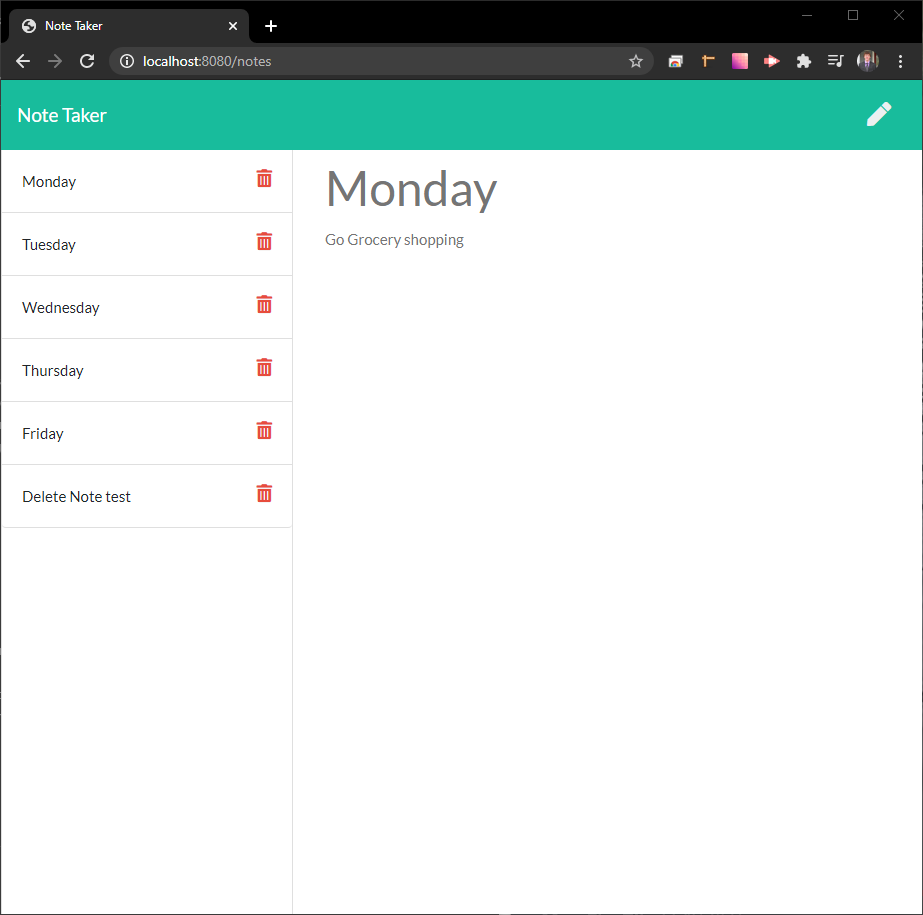 Note Taker
localhost:8080/notes
Note Taker
Monday
Tuesday
Wednesday
Thursday
Friday
Delete Note test
Monday
Go Grocery shopping